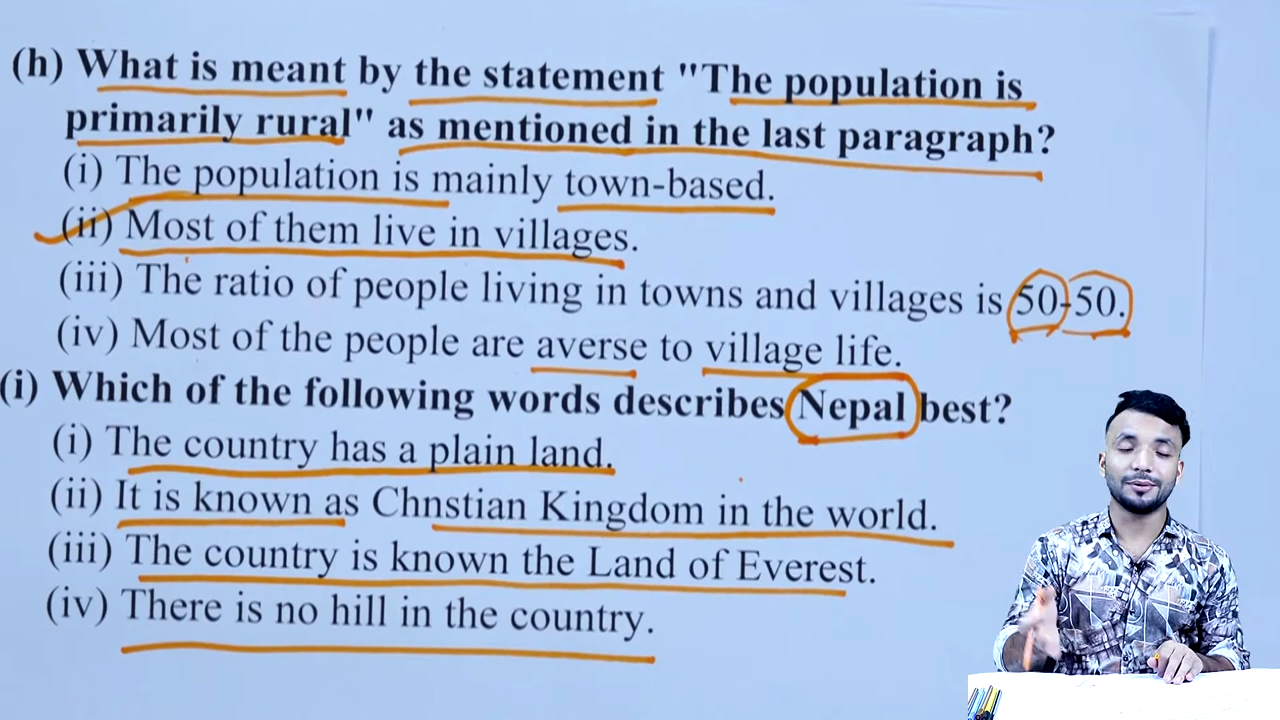 (h) What is meant by the statement "The population is
primarily rural" as mentioned in the last paragraph?
(i) The population is mainly town-based.
(ii) Most of them live in villages.
(iii) The ratio of people living in towns and villages is 50-50.
(iv) Most of the people are averse to village life.
(i) Which of the following words describes Nepal best?
(i) The country has a plain land.
(ii) It is known as Chnstian Kingdom in the world.
(iii) The country is known the Land of Everest.
(iv) There is no hill in the country.